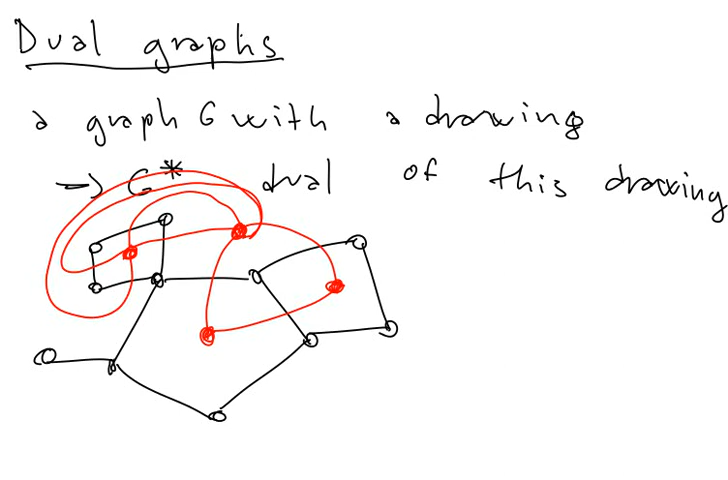 Dual graphs
a graph G with a drawing
→ G* dual of this drawing